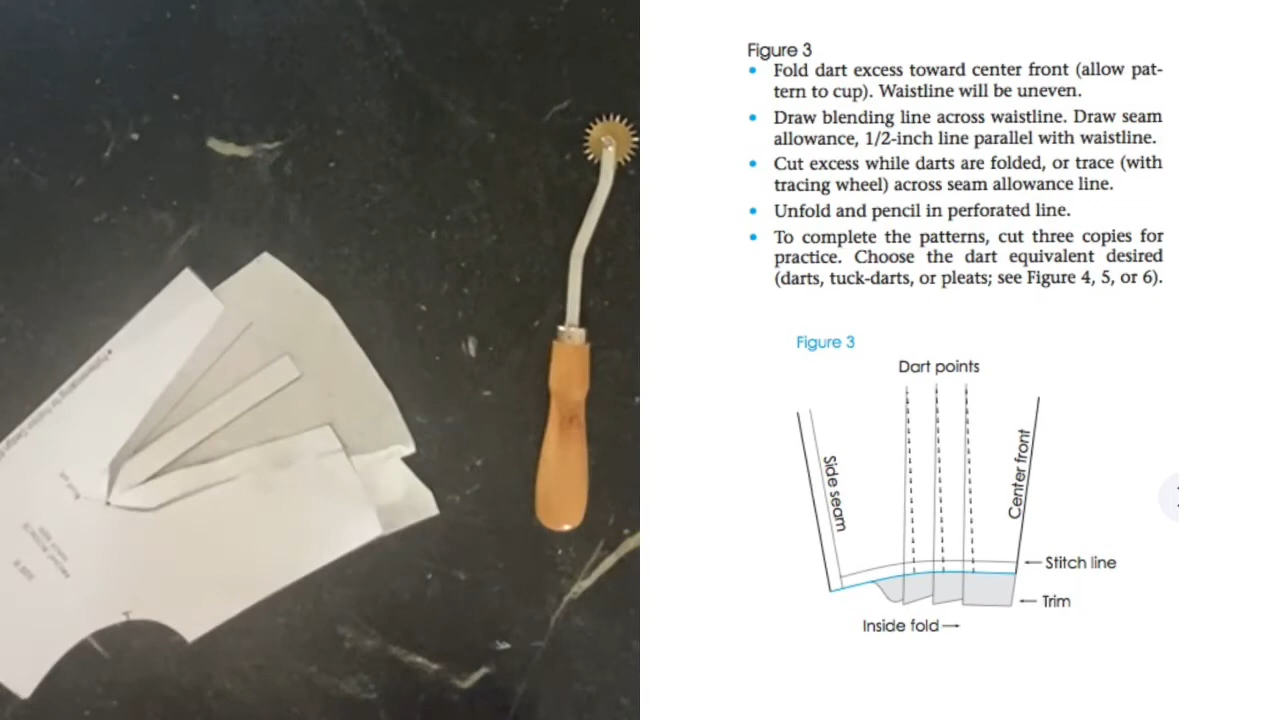 Figure 3
• Fold dart excess toward center front (allow pat-
tern to cup). Waistline will be uneven.
• Draw blending line across waistline. Draw seam
allowance, 1/2-inch line parallel with waistline.
• Cut excess while darts are folded, or trace (with
tracing wheel) across seam allowance line.
• Unfold and pencil in perforated line.
• To complete the patterns, cut three copies for
practice. Choose the dart equivalent desired
(darts, tuck-darts, or pleats; see Figure 4, 5, or 6).
Figure 3
Dart points
Side seam
Center front
Stitch line
Trim
Inside fold